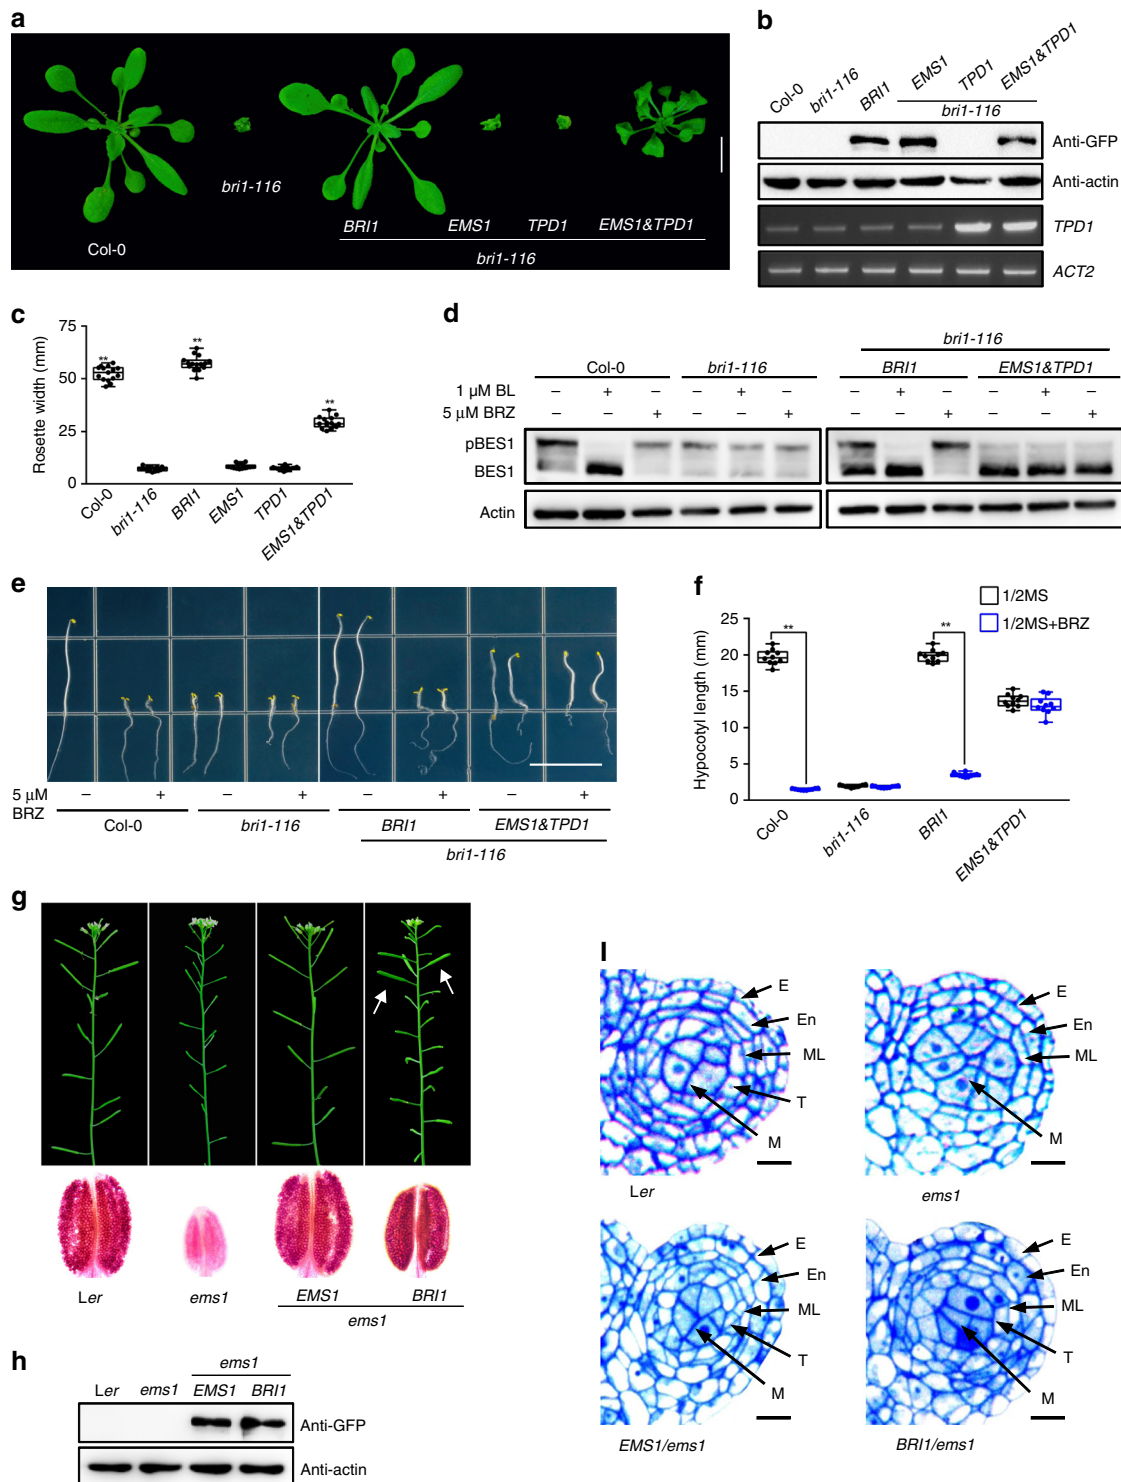 a
bri1-116
Col-0
BRI1 EMS1 TPD1 EMS1&TPD1
bri1-116
b
Col-0 bri1-116 BRI1 EMS1 TPD1 EMS1&TPD1
bri1-116
Anti-GFP
Anti-actin
TPD1
ACT2
c
Rosette width (mm)
75
50
25
0
** ** **
Col-0 bri1-116 BRI1 EMS1 TPD1 EMS1&TPD1
d
bri1-116
Col-0 bri1-116 BRI1 EMS1&TPD1
1 µM BL – + – – + – – + – – + –
5 µM BRZ – – + – – + – – + – – +
pBES1
BES1
Actin
e
5 µM BRZ – + – + – + – +
Col-0 bri1-116 BRI1 EMS1&TPD1
bri1-116
f
1/2MS
1/2MS+BRZ
Hypocotyl length (mm)
25
20
15
10
5
0
** **
Col-0 bri1-116 BRI1 EMS1&TPD1
g
Ler ems1 EMS1 BRI1
ems1
h
ems1
Ler ems1 EMS1 BRI1
Anti-GFP
Anti-actin
I
E
En
ML
T
M
Ler
E
En
ML
M
ems1
E
En
ML
T
M
EMS1/ems1
E
En
ML
T
M
BRI1/ems1